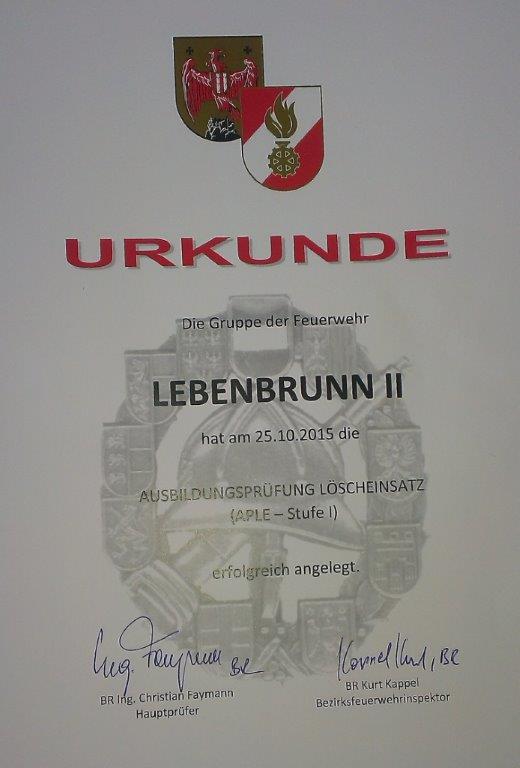 URKUNDE
Die Gruppe der Feuerwehr
LEBENBRUNN II
hat am 25.10.2015 die
AUSBILDUNGSPRÜFUNG LÖSCHEINSATZ
(APLE – Stufe I)
erfolgreich angelegt.
BR Ing. Christian Faymann
Hauptprüfer
BR Kurt Kappel
Bezirksfeuerwehrinspektor